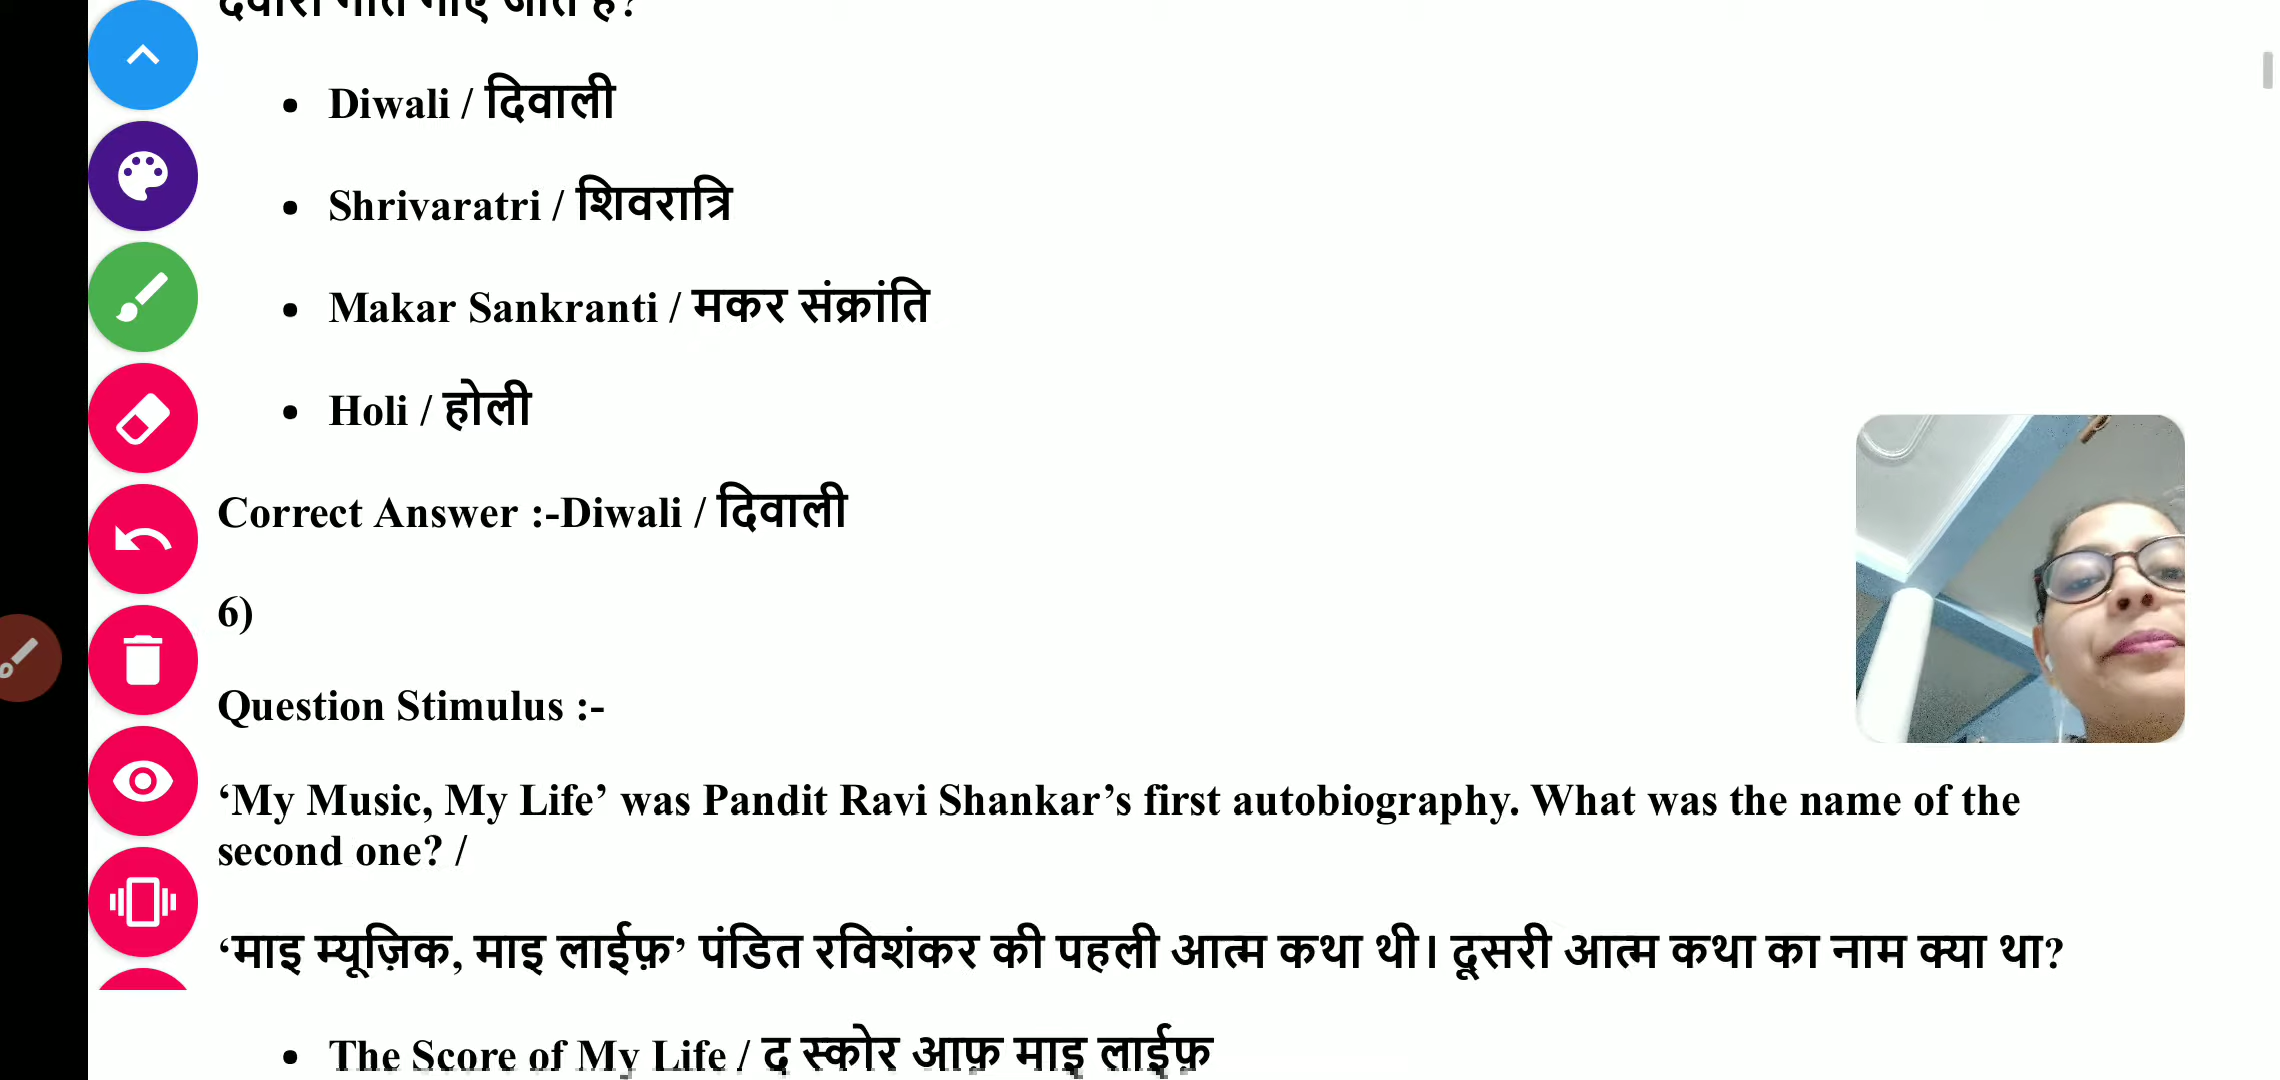 गीत गाए जाते हैं?
• Diwali / दिवाली
• Shrivaratri / शिवरात्रि
• Makar Sankranti / मकर संक्रांति
• Holi / होली
Correct Answer :-Diwali / दिवाली
6)
Question Stimulus :-
‘My Music, My Life’ was Pandit Ravi Shankar’s first autobiography. What was the name of the
second one? /
‘माइ म्यूज़िक, माइ लाईफ़’ पंडित रविशंकर की पहली आत्म कथा थी। दूसरी आत्म कथा का नाम क्या था?
• The Score of My Life / द स्कोर आफ़ माइ लाईफ़